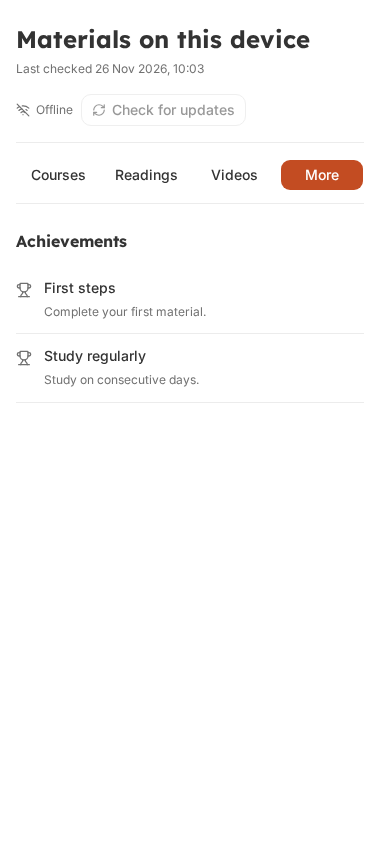 Materials on this device
Last checked 26 Nov 2026, 10:03
Offline
Check for updates
Courses
Readings
Videos
More
Achievements
First steps
Complete your first material.
Study regularly
Study on consecutive days.